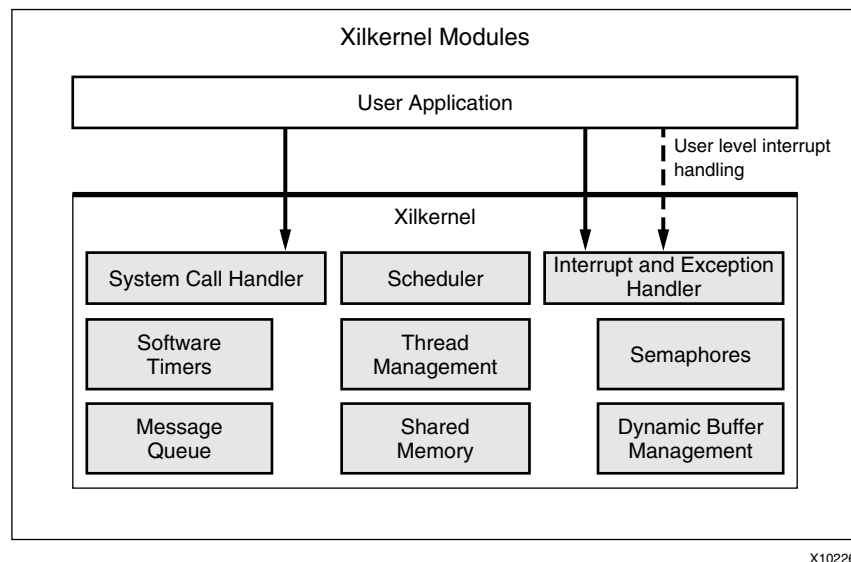 Xilkernel Modules
User Application
User level interrupt
handling
Xilkernel
System Call Handler
Scheduler
Interrupt and Exception
Handler
Software
Timers
Thread
Management
Semaphores
Message
Queue
Shared
Memory
Dynamic Buffer
Management
X10226